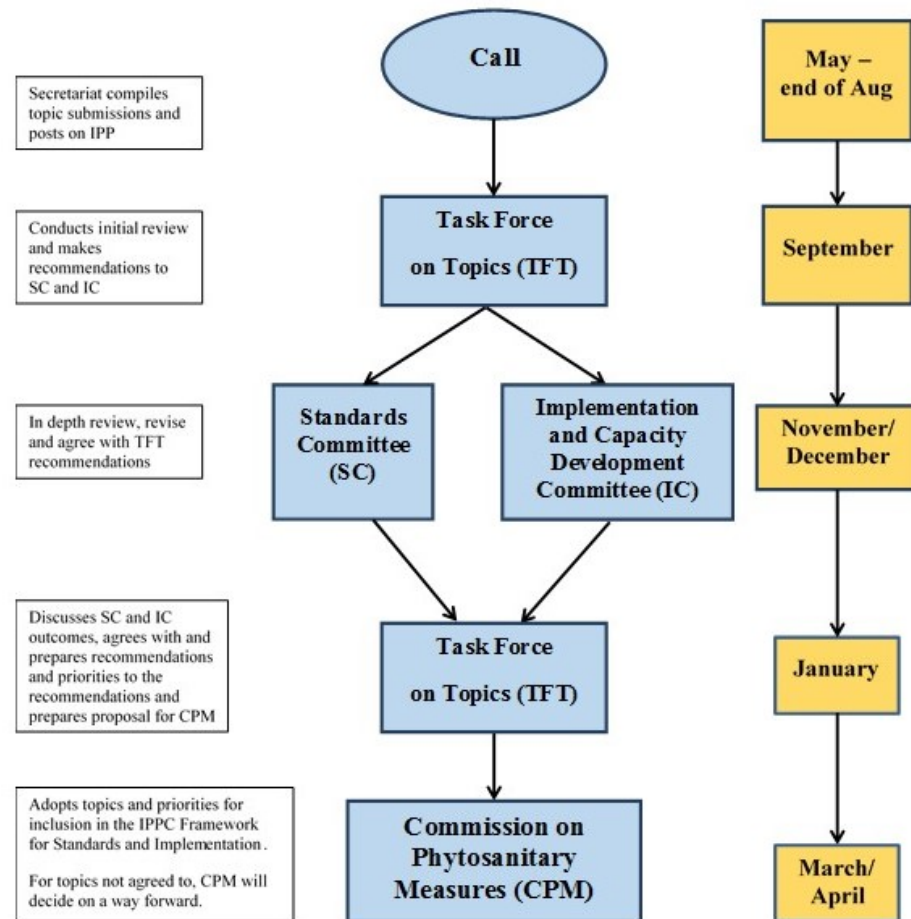 Call
May –
end of Aug
Secretariat compiles
topic submissions and
posts on IPP
Conducts initial review
and makes
recommendations to
SC and IC
Task Force
on Topics (TFT)
September
In depth review, revise
and agree with TFT
recommendations
Standards
Committee
(SC)
Implementation
and Capacity
Development
Committee (IC)
November/
December
Discusses SC and IC
outcomes, agrees with and
prepares recommendations
and priorities to the
recommendations and
prepares proposal for CPM
Task Force
on Topics (TFT)
January
Adopts topics and priorities for
inclusion in the IPPC Framework
for Standards and Implementation.
For topics not agreed to, CPM will
decide on a way forward.
Commission on
Phytosanitary
Measures (CPM)
March/
April